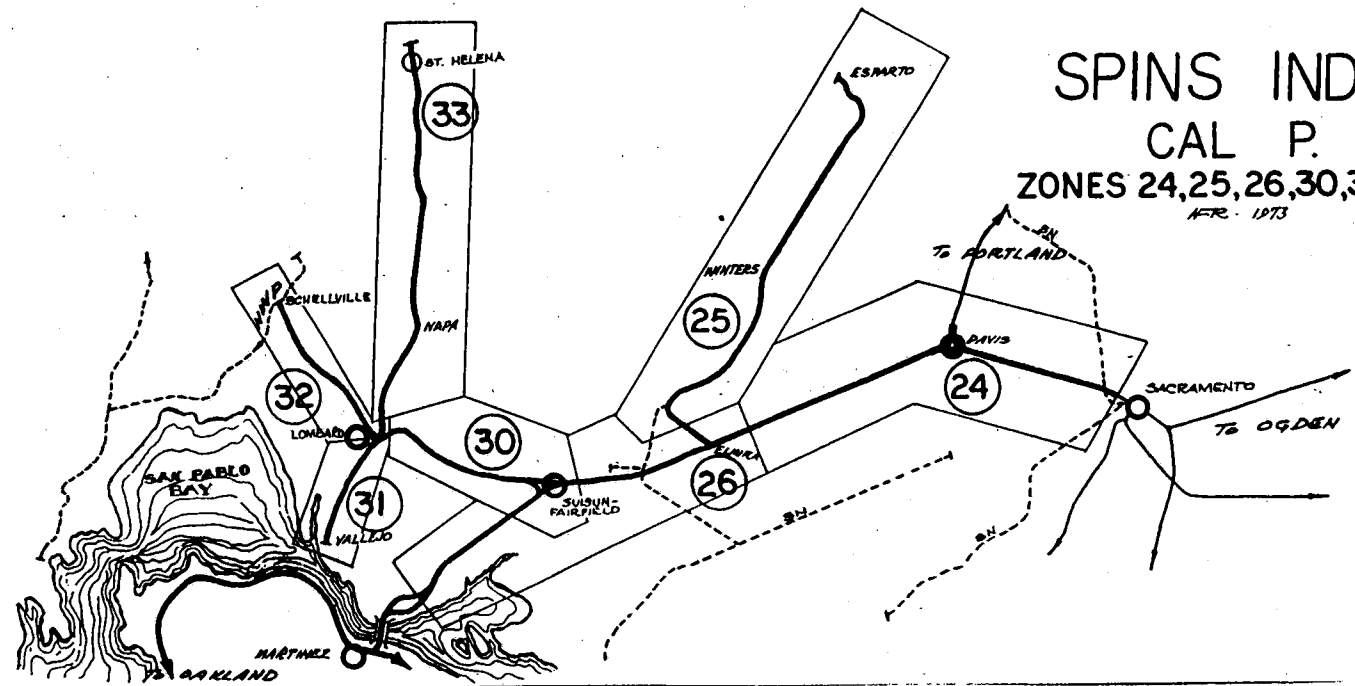 SPINS IND
CAL P.
ZONES 24,25,26,30,3
1973
ST. HELENA
33
ESPARTO
BN
To PORTLAND
WINTERS
NWP
SCHELLVILLE
NAPA
25
DAVIS
32
24
SACRAMENTO
LOMBARD
30
To OGDEN
ELMIRA
SAN PABLO
BAY
26
31
SUISUN-
FAIRFIELD
VALLEJO
SN
SN
MARTINEZ
To OAKLAND